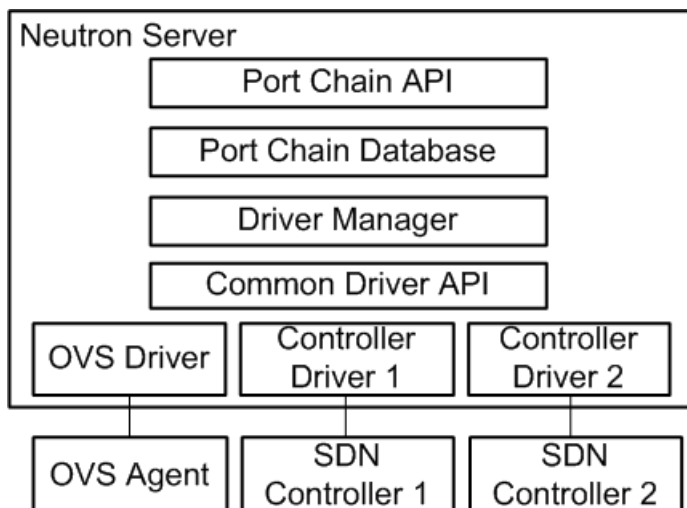 Neutron Server
Port Chain API
Port Chain Database
Driver Manager
Common Driver API
OVS Driver
Controller
Driver 1
Controller
Driver 2
OVS Agent
SDN
Controller 1
SDN
Controller 2